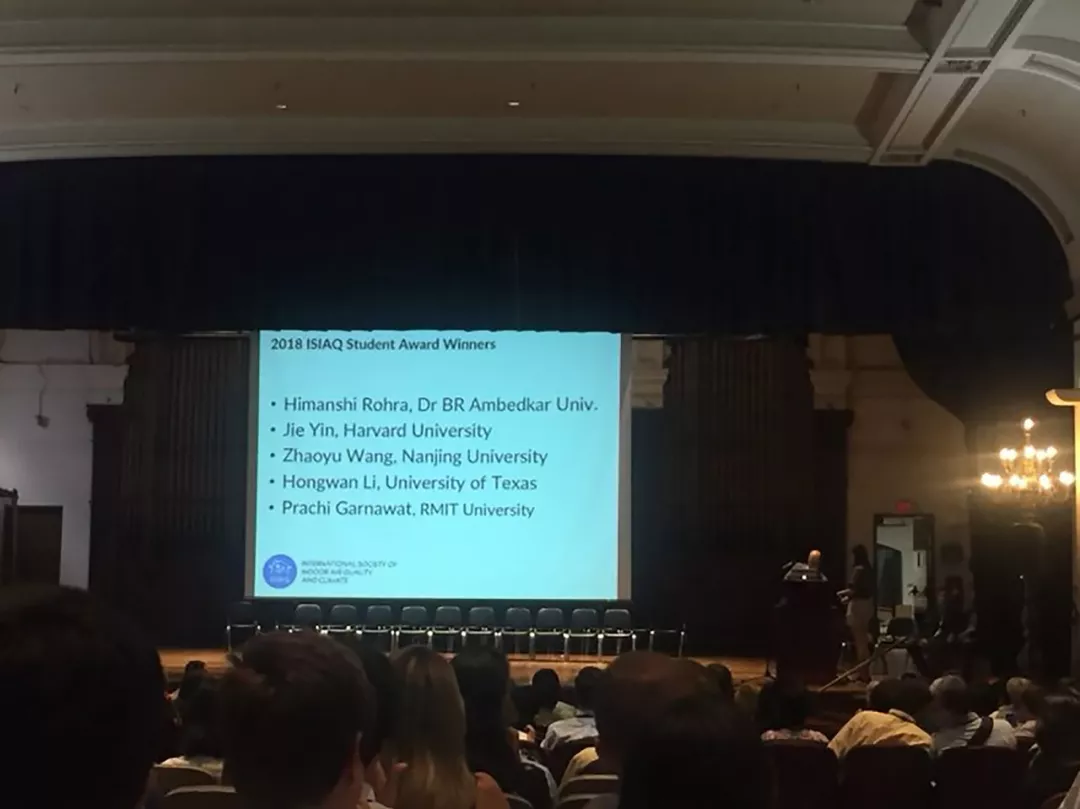 2018 ISIAQ Student Award Winners
• Himanshi Rohra, Dr BR Ambedkar Univ.
• Jie Yin, Harvard University
• Zhaoyu Wang, Nanjing University
• Hongwan Li, University of Texas
• Prachi Garnawat, RMIT University
INTERNATIONAL SOCIETY OF
INDOOR AIR QUALITY
AND CLIMATE